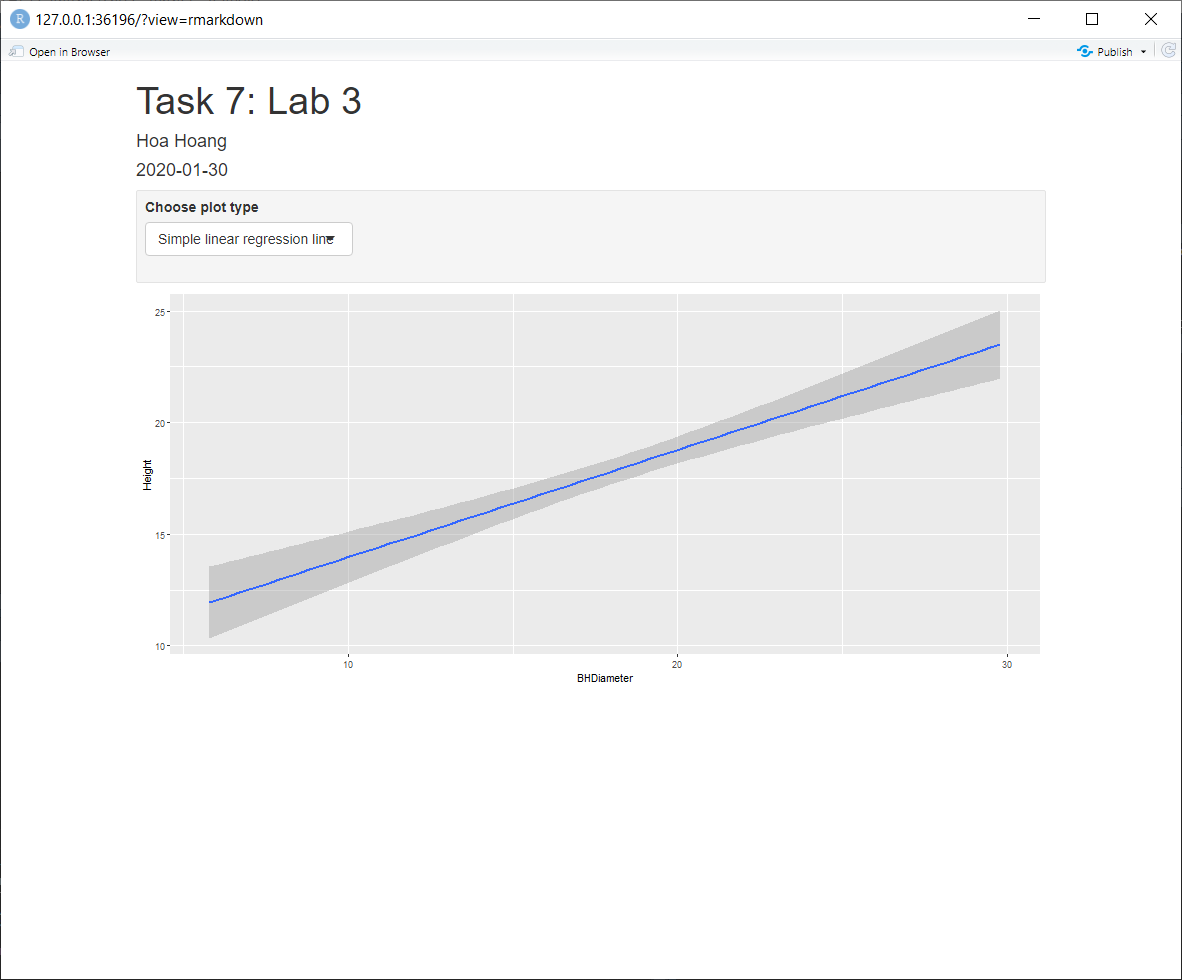 R 127.0.0.1:36196/?view=rmarkdown
Open in Browser Publish
Task 7: Lab 3
Hoa Hoang
2020-01-30
Choose plot type
Simple linear regression line
25
20
Height
15
10
10 20 30
BHDiameter